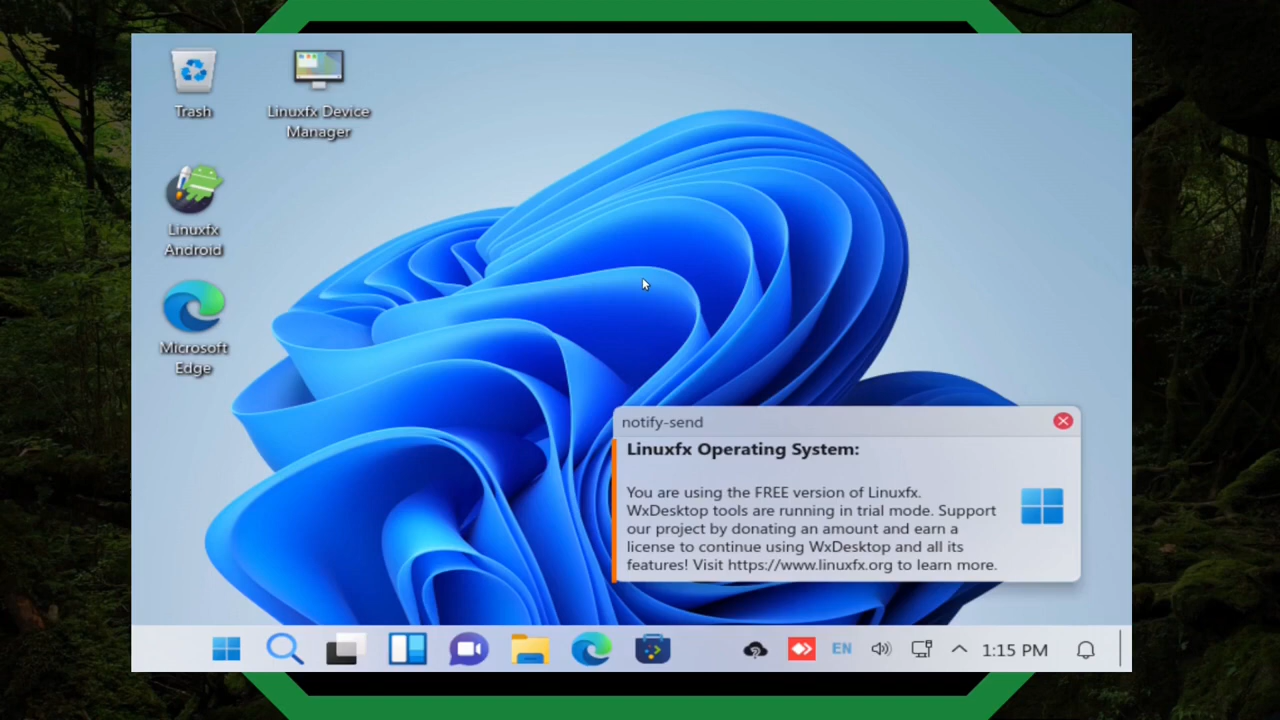 Trash
Linuxfx Device
Manager
Linuxfx
Android
Microsoft
Edge
notify-send
Linuxfx Operating System:
You are using the FREE version of Linuxfx.
WxDesktop tools are running in trial mode. Support
our project by donating an amount and earn a
license to continue using WxDesktop and all its
features! Visit https://www.linuxfx.org to learn more.
EN
1:15 PM